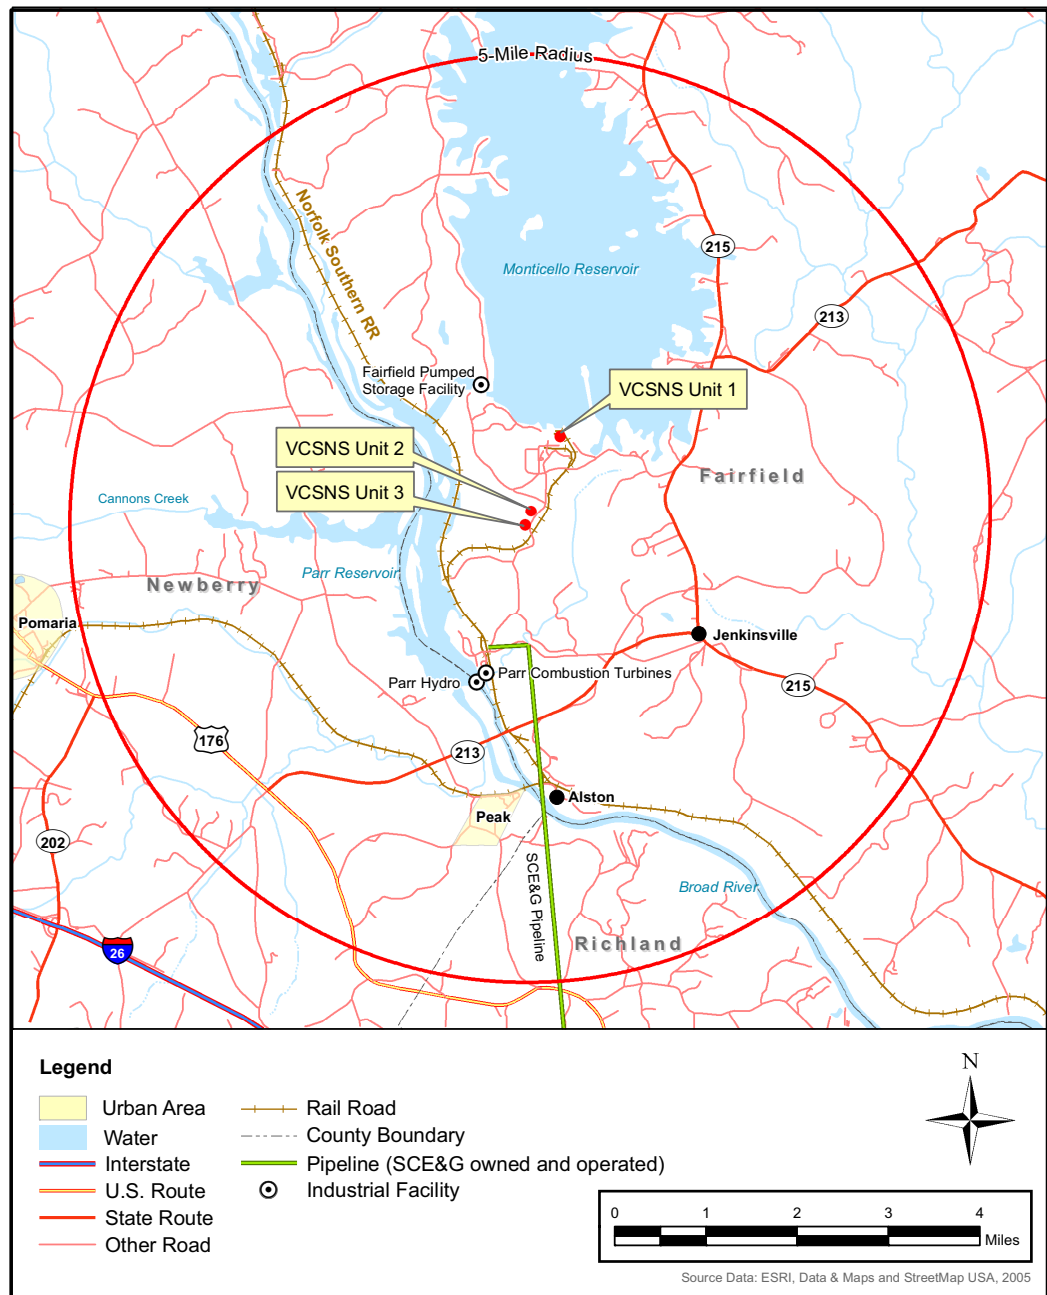 5-Mile Radius
Norfolk Southern RR
Monticello Reservoir
215
213
Fairfield Pumped
Storage Facility
VCSNS Unit 1
VCSNS Unit 2
VCSNS Unit 3
Fairfield
Cannons Creek
Parr Reservoir
Newberry
Pomaria
Jenkinsville
Parr Combustion Turbines
Parr Hydro
215
176
213
Alston
Peak
202
SCE&G Pipeline
Broad River
Richland
26
Legend
Urban Area
Water
Interstate
U.S. Route
State Route
Other Road
Rail Road
County Boundary
Pipeline (SCE&G owned and operated)
Industrial Facility
N
0 1 2 3 4
Miles
Source Data: ESRI, Data & Maps and StreetMap USA, 2005